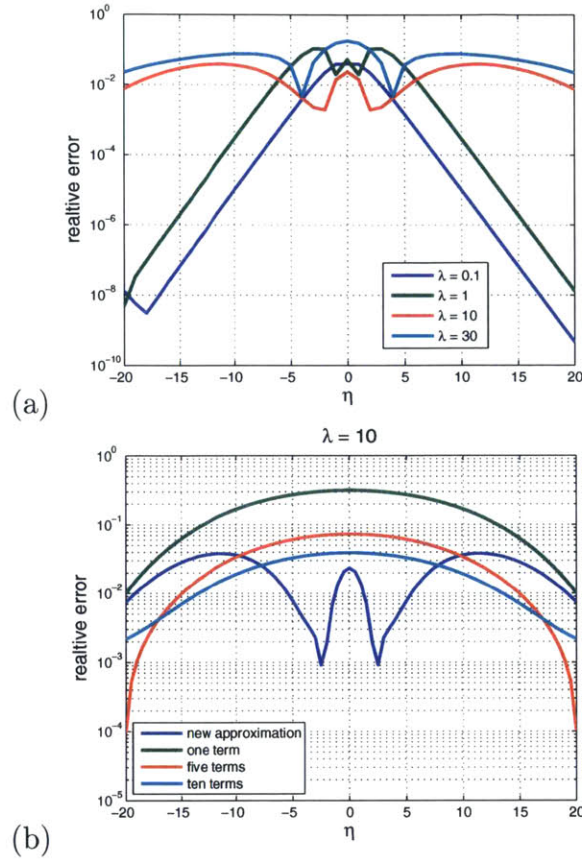 10^0
10^-2
10^-4
10^-6
10^-8
10^-10
realtive error
λ = 0.1
λ = 1
λ = 10
λ = 30
-20 -15 -10 -5 0 5 10 15 20
η
(a)
λ = 10
10^0
10^-1
10^-2
10^-3
10^-4
10^-5
realtive error
new approximation
one term
five terms
ten terms
-20 -15 -10 -5 0 5 10 15 20
η
(b)